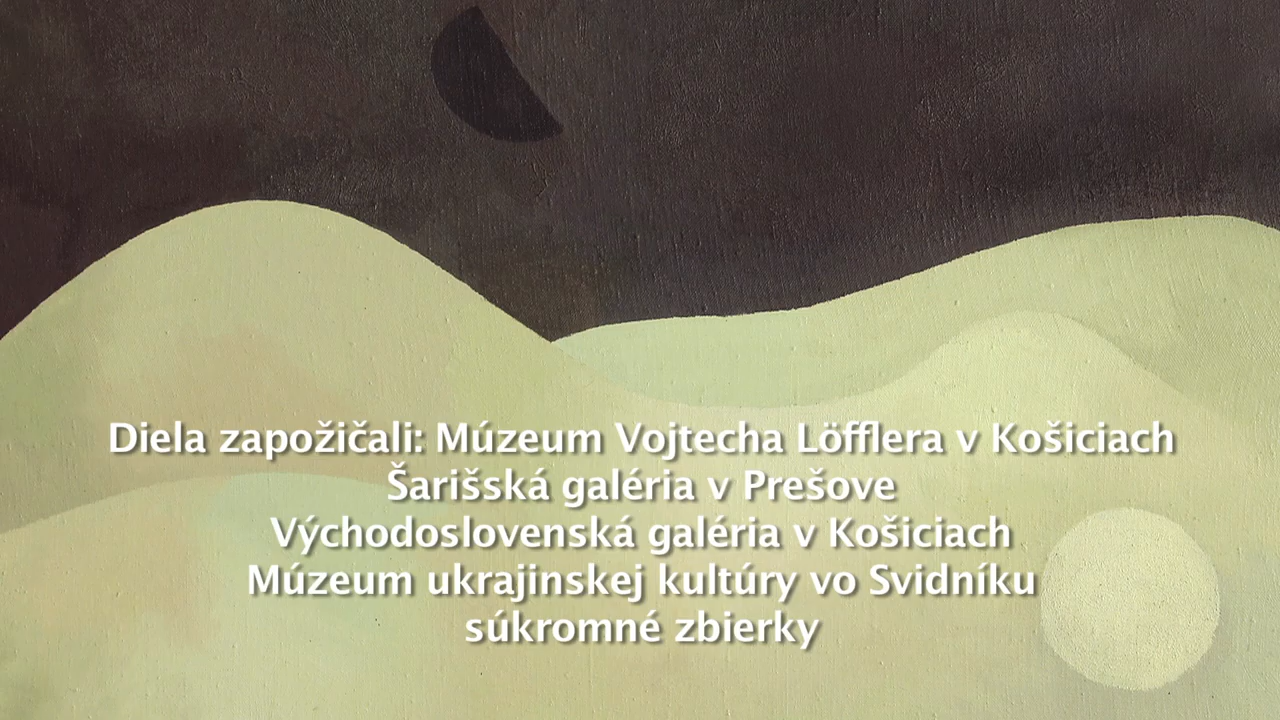 Diela zapožičali: Múzeum Vojtecha Löfflera v Košiciach
Šarišská galéria v Prešove
Východoslovenská galéria v Košiciach
Múzeum ukrajinskej kultúry vo Svidníku
súkromné zbierky